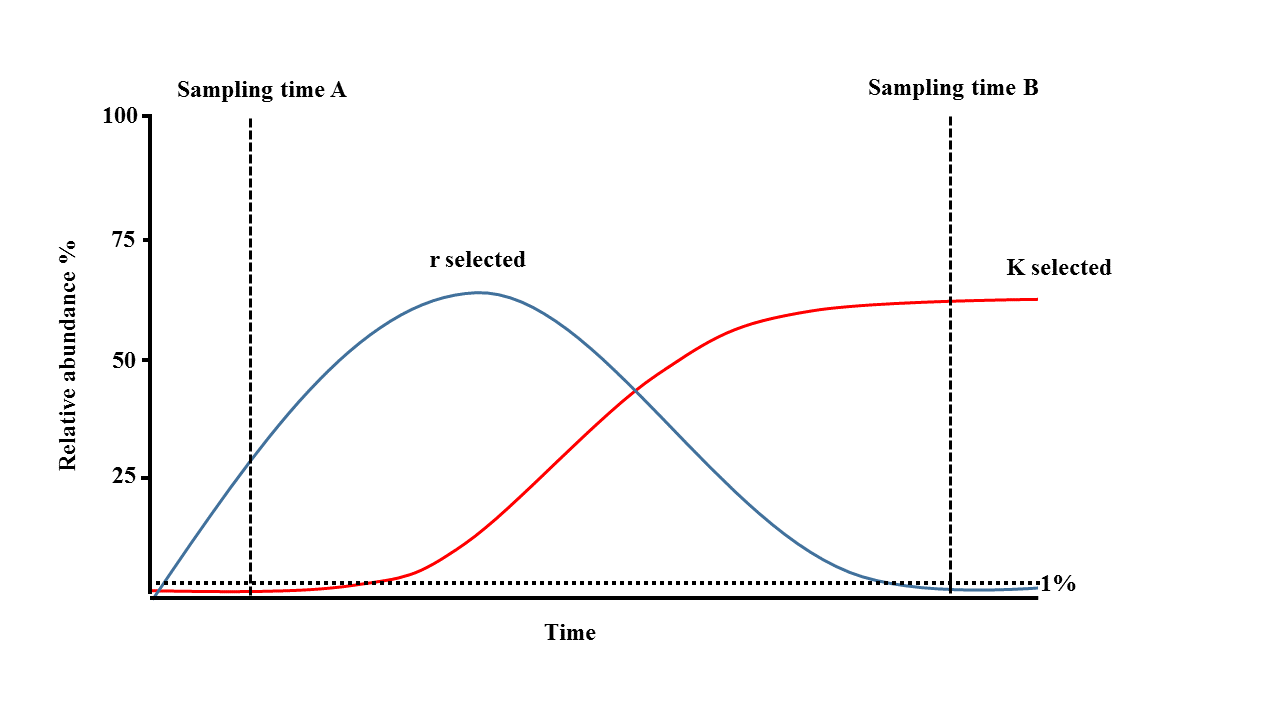 Sampling time A
Sampling time B
100
75
50
25
Relative abundance %
r selected
K selected
1%
Time